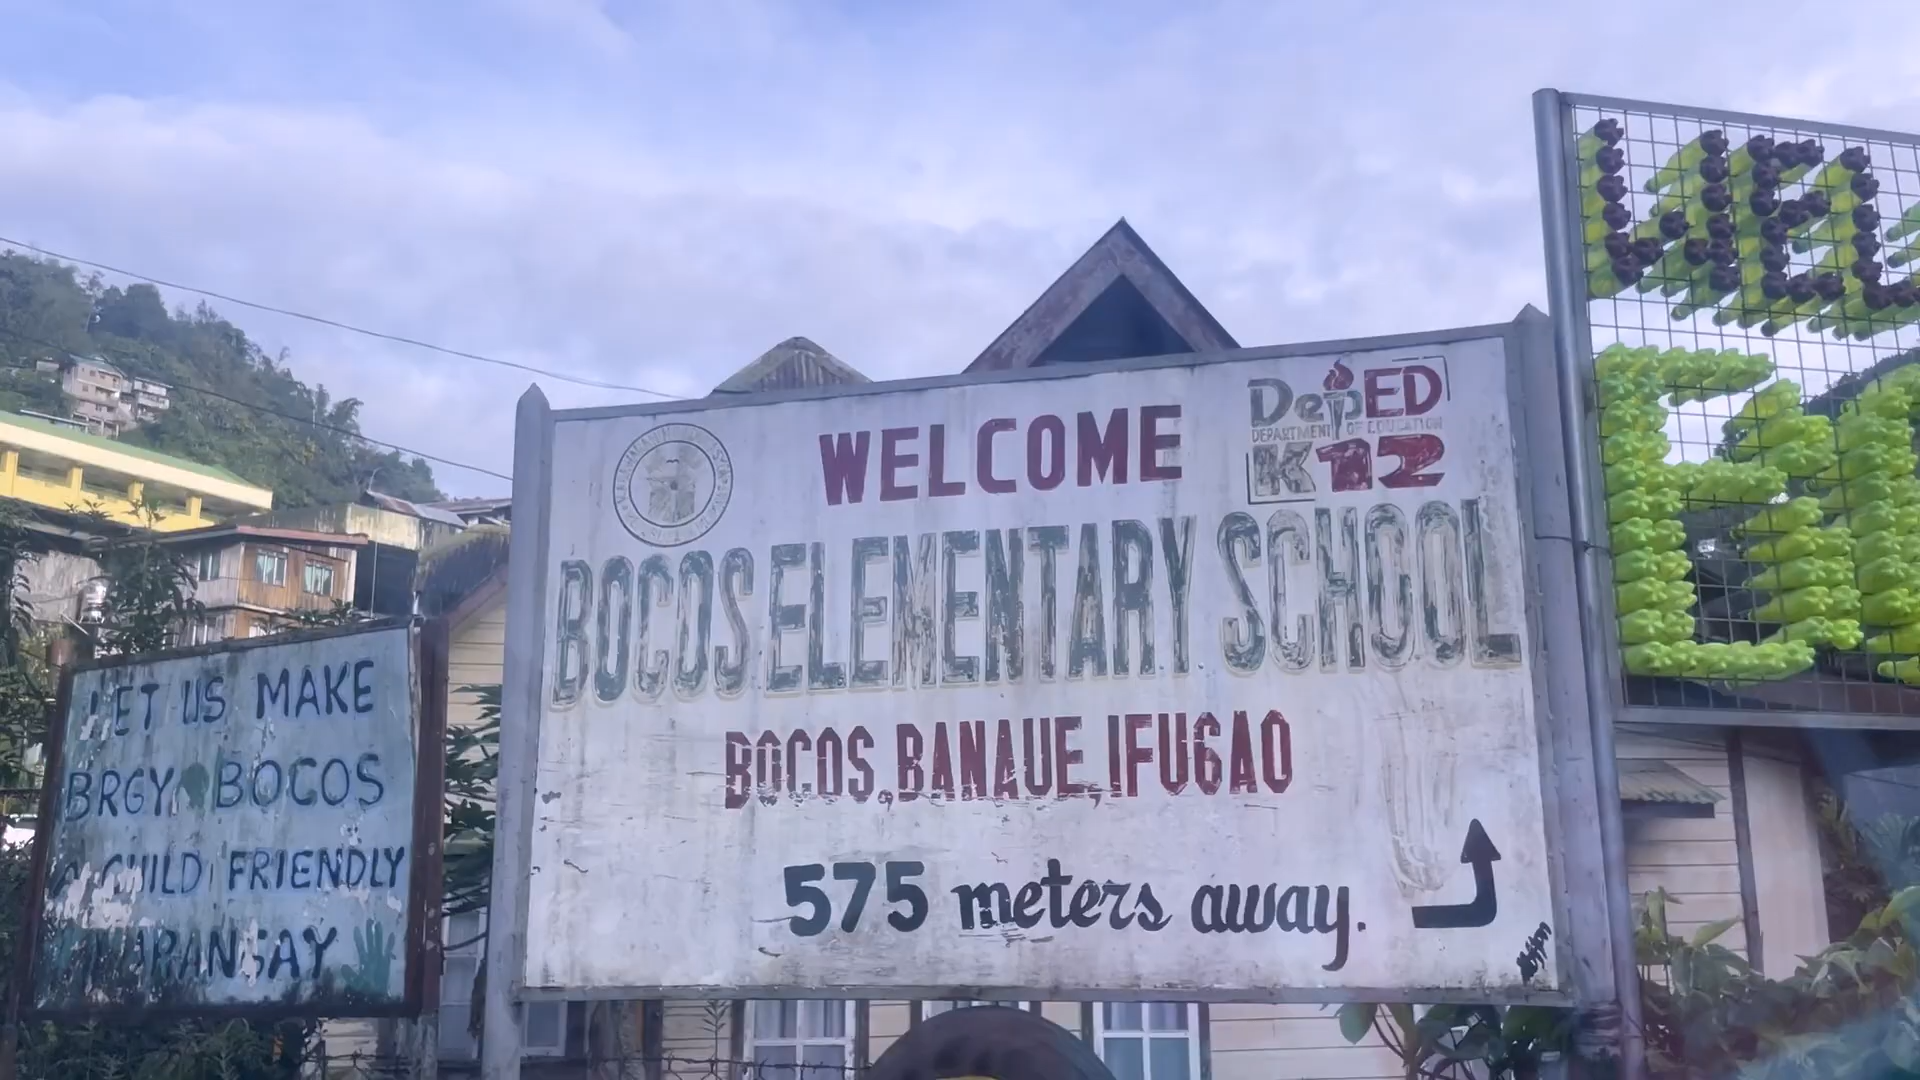 LET US MAKE
BRGY BOCOS
A CHILD FRIENDLY
BARANGAY
WELCOME
DepED
DEPARTMENT OF EDUCATION
K12
BOCOS ELEMENTARY SCHOOL
BOCOS, BANAUE, IFUGAO
575 meters away.